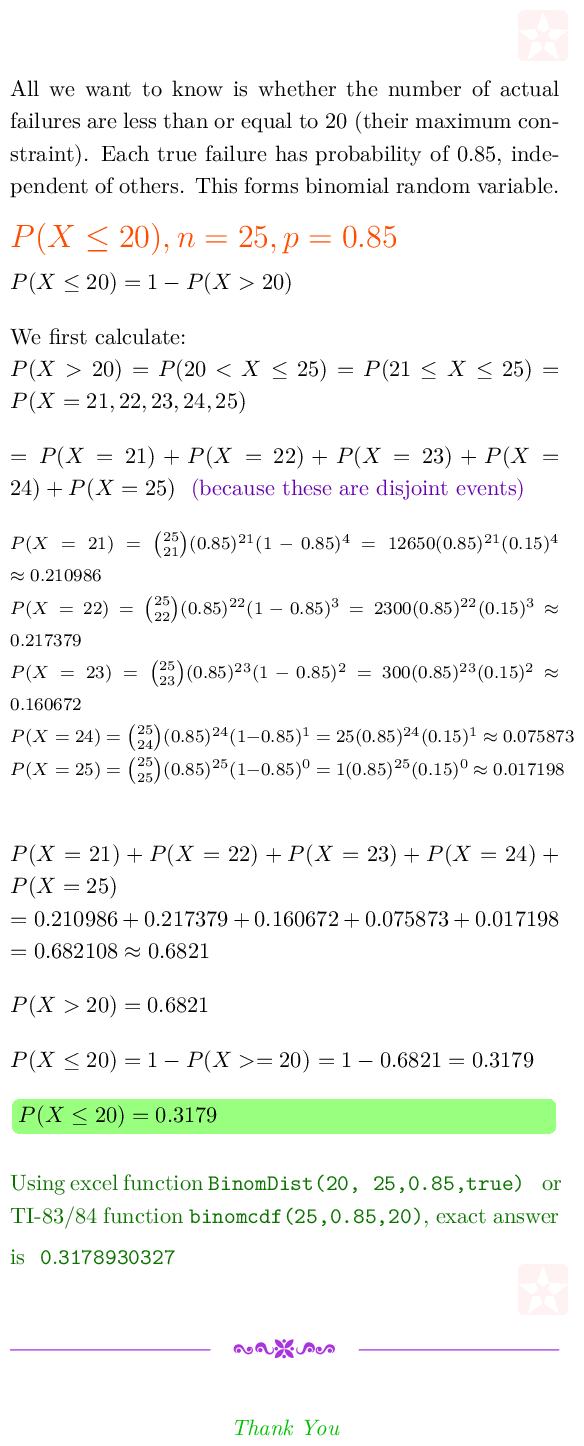 All we want to know is whether the number of actual
failures are less than or equal to 20 (their maximum con-
straint). Each true failure has probability of 0.85, inde-
pendent of others. This forms binomial random variable.
P(X ≤ 20), n = 25, p = 0.85
P(X ≤ 20) = 1 − P(X > 20)
We first calculate:
P(X > 20) = P(20 < X ≤ 25) = P(21 ≤ X ≤ 25) =
P(X = 21, 22, 23, 24, 25)
= P(X = 21) + P(X = 22) + P(X = 23) + P(X =
24) + P(X = 25) (because these are disjoint events)
P(X = 21) = (25 21)(0.85)^21(1 − 0.85)^4 = 12650(0.85)^21(0.15)^4
≈ 0.210986
P(X = 22) = (25 22)(0.85)^22(1 − 0.85)^3 = 2300(0.85)^22(0.15)^3 ≈
0.217379
P(X = 23) = (25 23)(0.85)^23(1 − 0.85)^2 = 300(0.85)^23(0.15)^2 ≈
0.160672
P(X = 24) = (25 24)(0.85)^24(1−0.85)^1 = 25(0.85)^24(0.15)^1 ≈ 0.075873
P(X = 25) = (25 25)(0.85)^25(1−0.85)^0 = 1(0.85)^25(0.15)^0 ≈ 0.017198
P(X = 21) + P(X = 22) + P(X = 23) + P(X = 24) +
P(X = 25)
= 0.210986 + 0.217379 + 0.160672 + 0.075873 + 0.017198
= 0.682108 ≈ 0.6821
P(X > 20) = 0.6821
P(X ≤ 20) = 1 − P(X >= 20) = 1 − 0.6821 = 0.3179
P(X ≤ 20) = 0.3179
Using excel function BinomDist(20, 25,0.85,true) or
TI-83/84 function binomcdf(25,0.85,20), exact answer
is 0.3178930327
Thank You